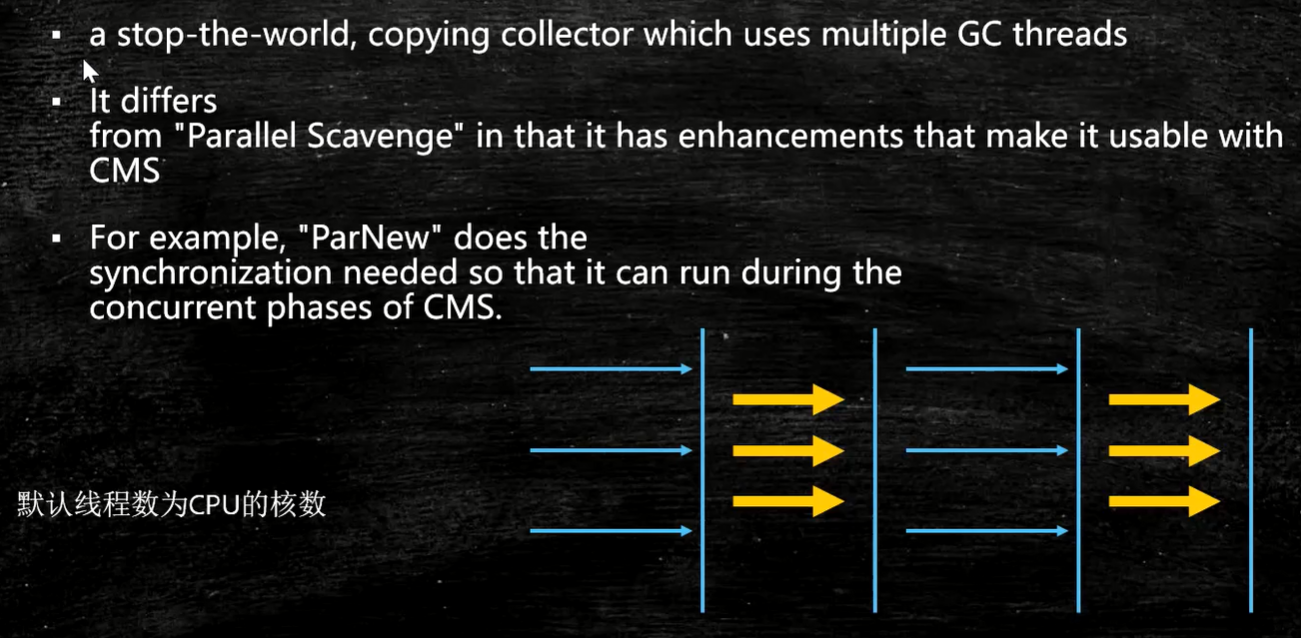 a stop-the-world, copying collector which uses multiple GC threads
It differs
from "Parallel Scavenge" in that it has enhancements that make it usable with
CMS
For example, "ParNew" does the
synchronization needed so that it can run during the
concurrent phases of CMS.
默认线程数为CPU的核数